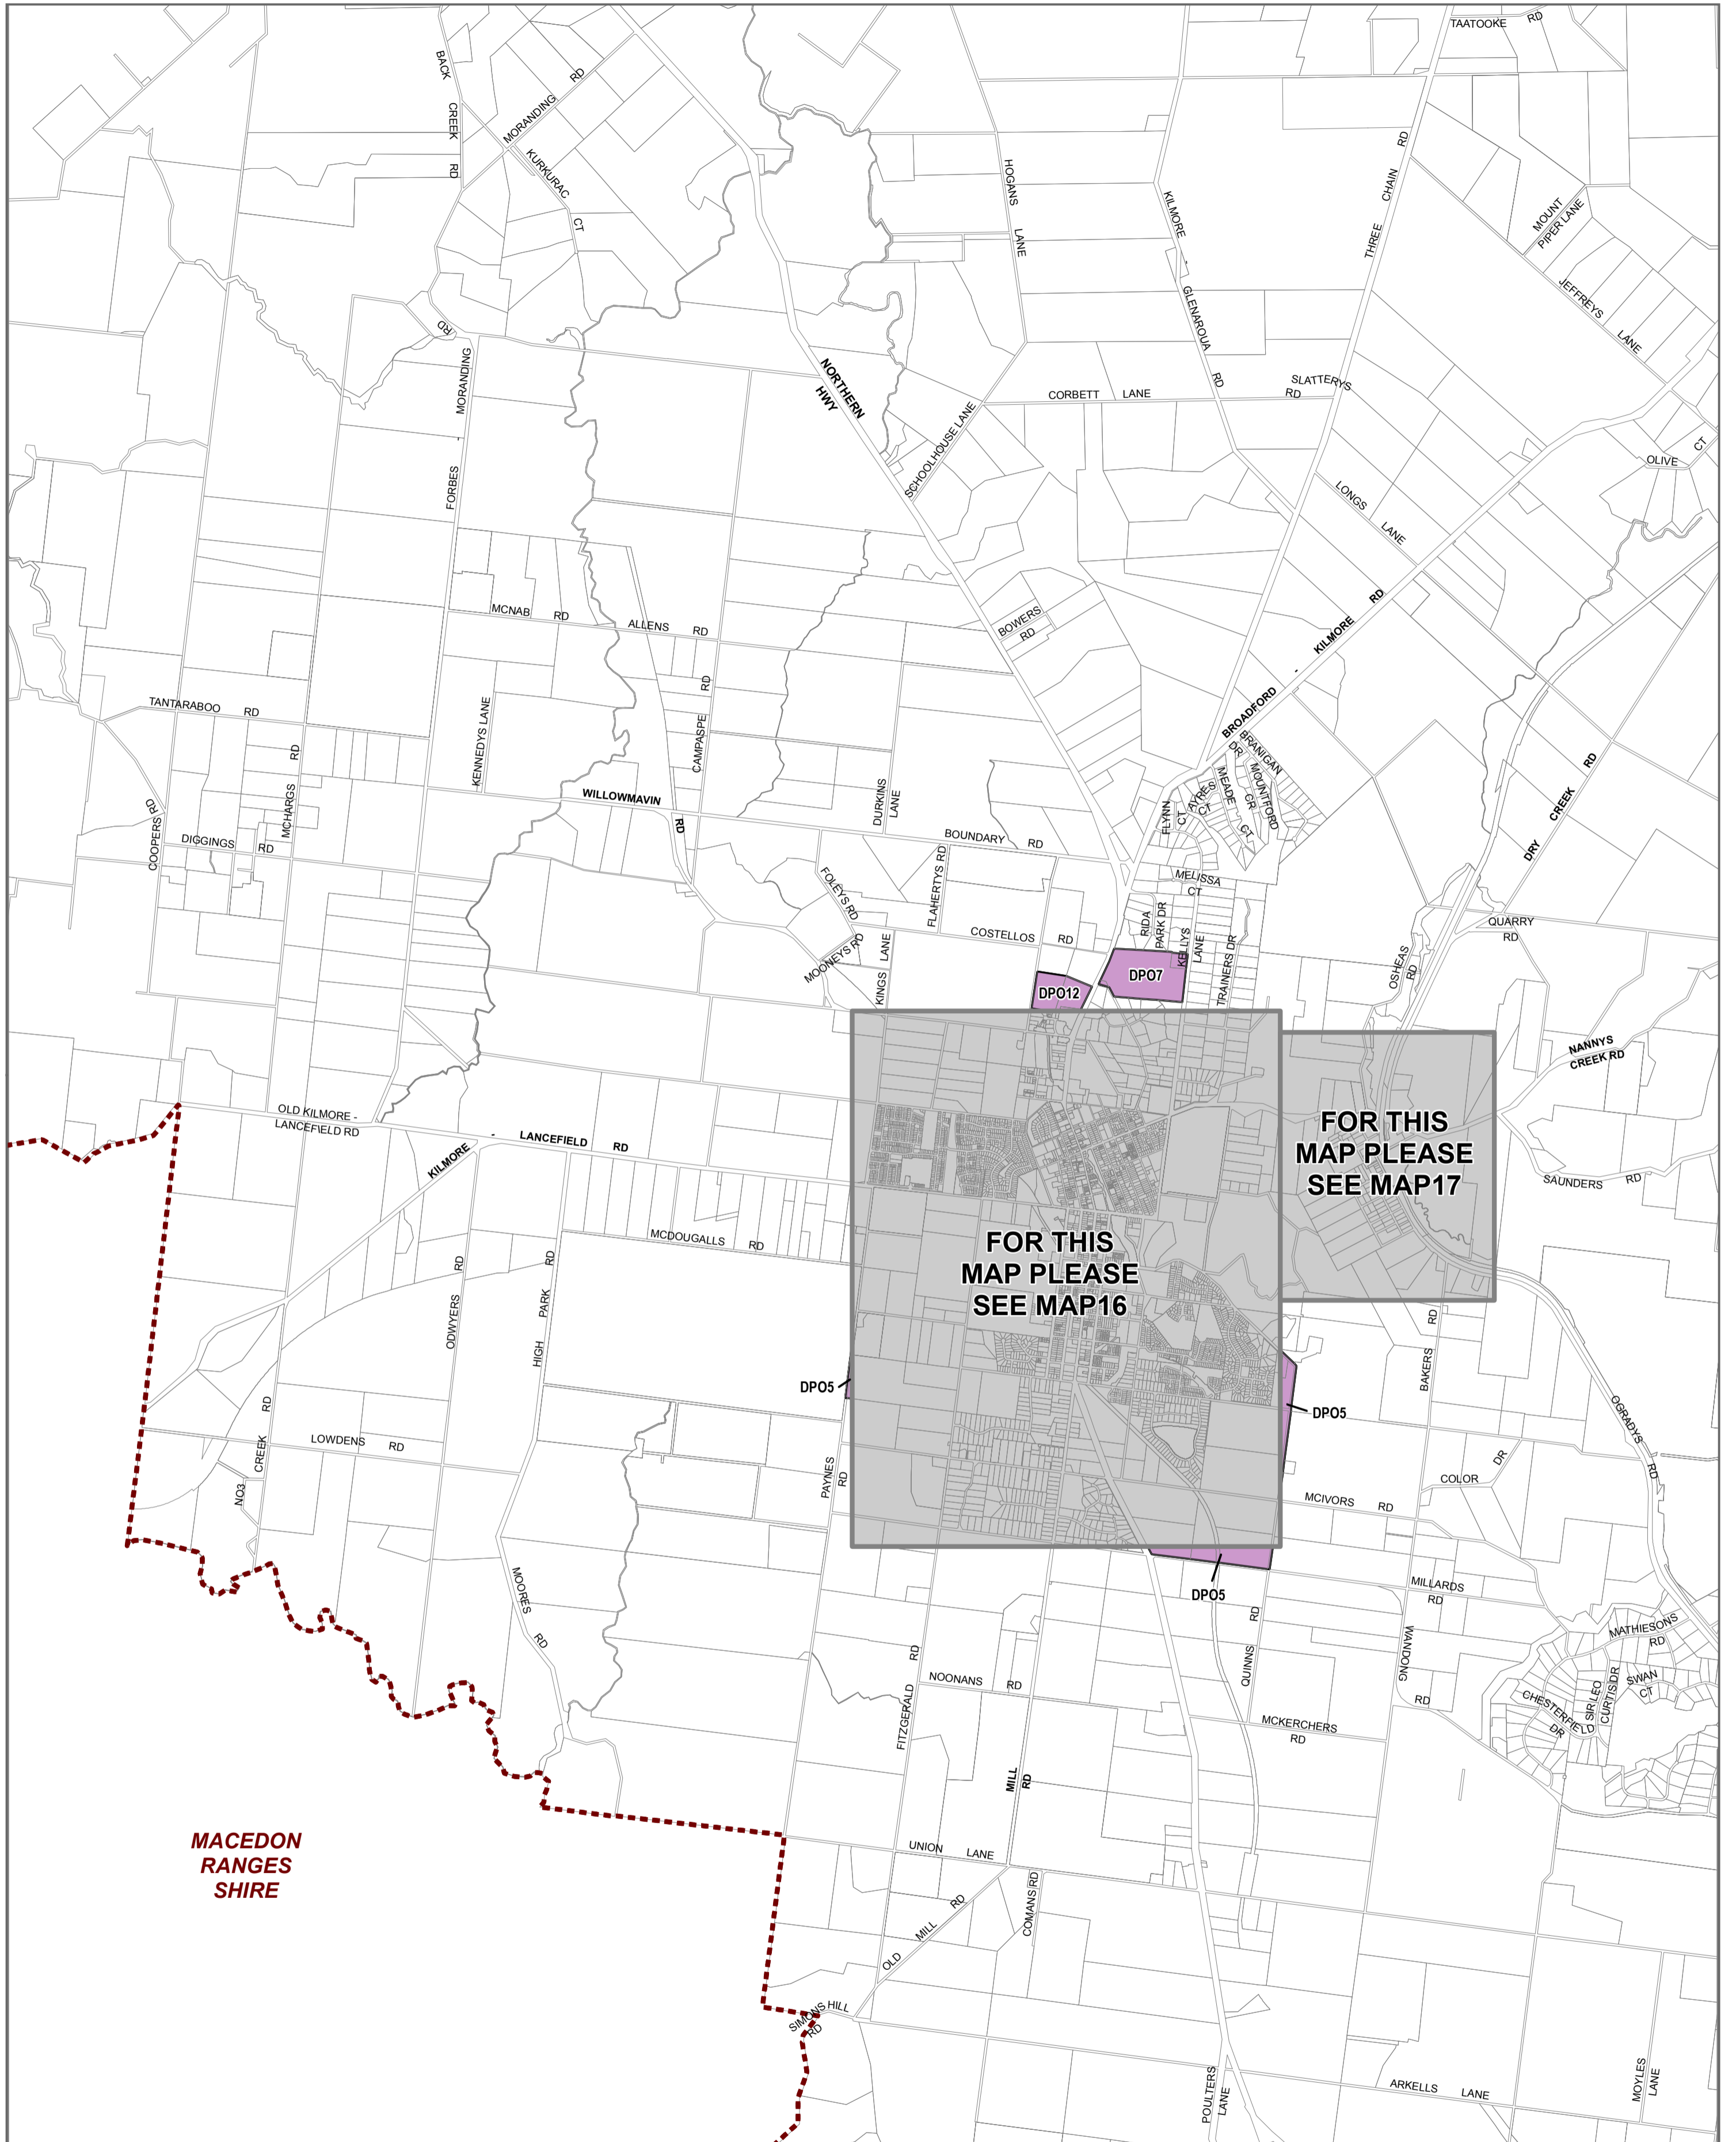 TAATOOKE RD
BACK
CREEK
RD
MORANDING
RD
KURKURAC
CT
HOGANS
LANE
KILMORE
-
GLENAROUA
RD
THREE
CHAIN
RD
MOUNT
PIPER LANE
JEFFREYS
LANE
RD
MORANDING
-
FORBES
NORTHERN
HWY
SCHOOLHOUSE LANE
CORBETT LANE
SLATTERYS
RD
OLIVE
CT
LONGS
LANE
MCNAB RD
ALLENS RD
BOWERS
RD
BROADFORD
-
KILMORE
RD
TANTARABOO RD
KENNEDYS LANE
CAMPASPE
RD
WILLOWMAVIN
RD
DURKINS
LANE
BRANIGAN
DR
MOUNTFORD
CR
MEADE
CT
AYRES
CT
FLYNN
CT
COOPERS RD
DIGGINGS RD
MCHARGS
RD
BOUNDARY RD
FOLEYS RD
FLAHERTYS RD
MELISSA
CT
DRY
CREEK
RD
COSTELLOS RD
MOONEYS RD
KINGS
LANE
RIDA
PARK DR
KELLYS
LANE
TRAINERS DR
OSHEAS
RD
QUARRY
RD
DPO12
DPO7
NANNYS
CREEK RD
OLD KILMORE -
LANCEFIELD RD
KILMORE
-
LANCEFIELD RD
FOR THIS
MAP PLEASE
SEE MAP17
SAUNDERS RD
MCDOUGALLS RD
FOR THIS
MAP PLEASE
SEE MAP16
ODWYERS
RD
HIGH
PARK
RD
BAKERS
RD
DPO5
DPO5
OGRADYS
RD
LOWDENS RD
NO3
CREEK
RD
PAYNES
RD
COLOR
DR
MCIVORS RD
MOORES
RD
DPO5
MILLARDS
RD
QUINNS
RD
WANDONG
RD
MATHIESONS
RD
SWAN
CT
SIR LEO
CURTIS DR
CHESTERFIELD
DR
FITZGERALD
RD
NOONANS RD
MCKERCHERS
RD
MILL
RD
MACEDON
RANGES
SHIRE
UNION LANE
OLD
MILL
RD
COMANS RD
SIMONS HILL
RD
POULTERS
LANE
ARKELLS LANE
MOYLES
LANE